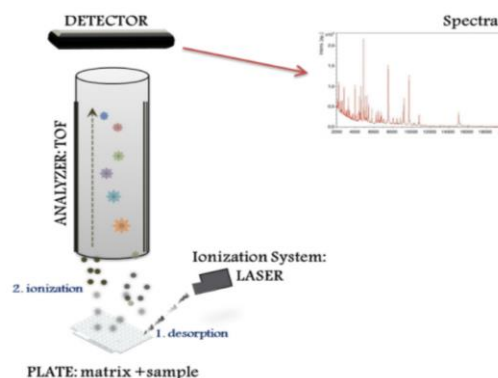 DETECTOR
Spectra
ANALYZER: TOF
Ionization System:
LASER
2. ionization
1. desorption
PLATE: matrix +sample